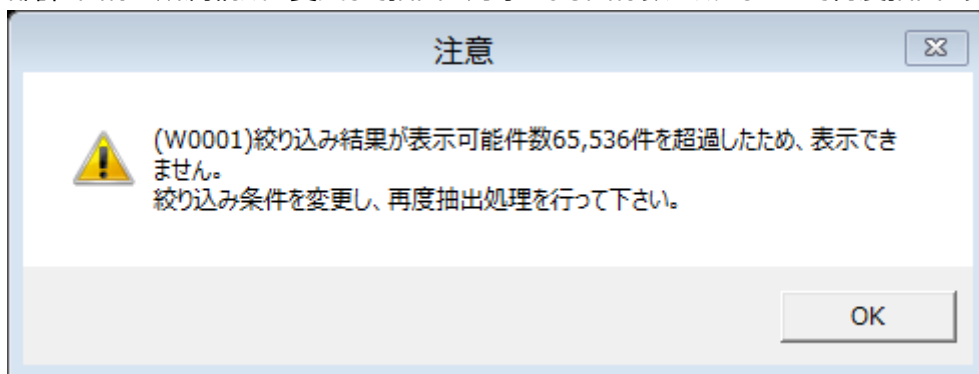 注意
(W0001)絞り込み結果が表示可能件数65,536件を超過したため、表示でき
ません。
絞り込み条件を変更し、再度抽出処理を行って下さい。
OK